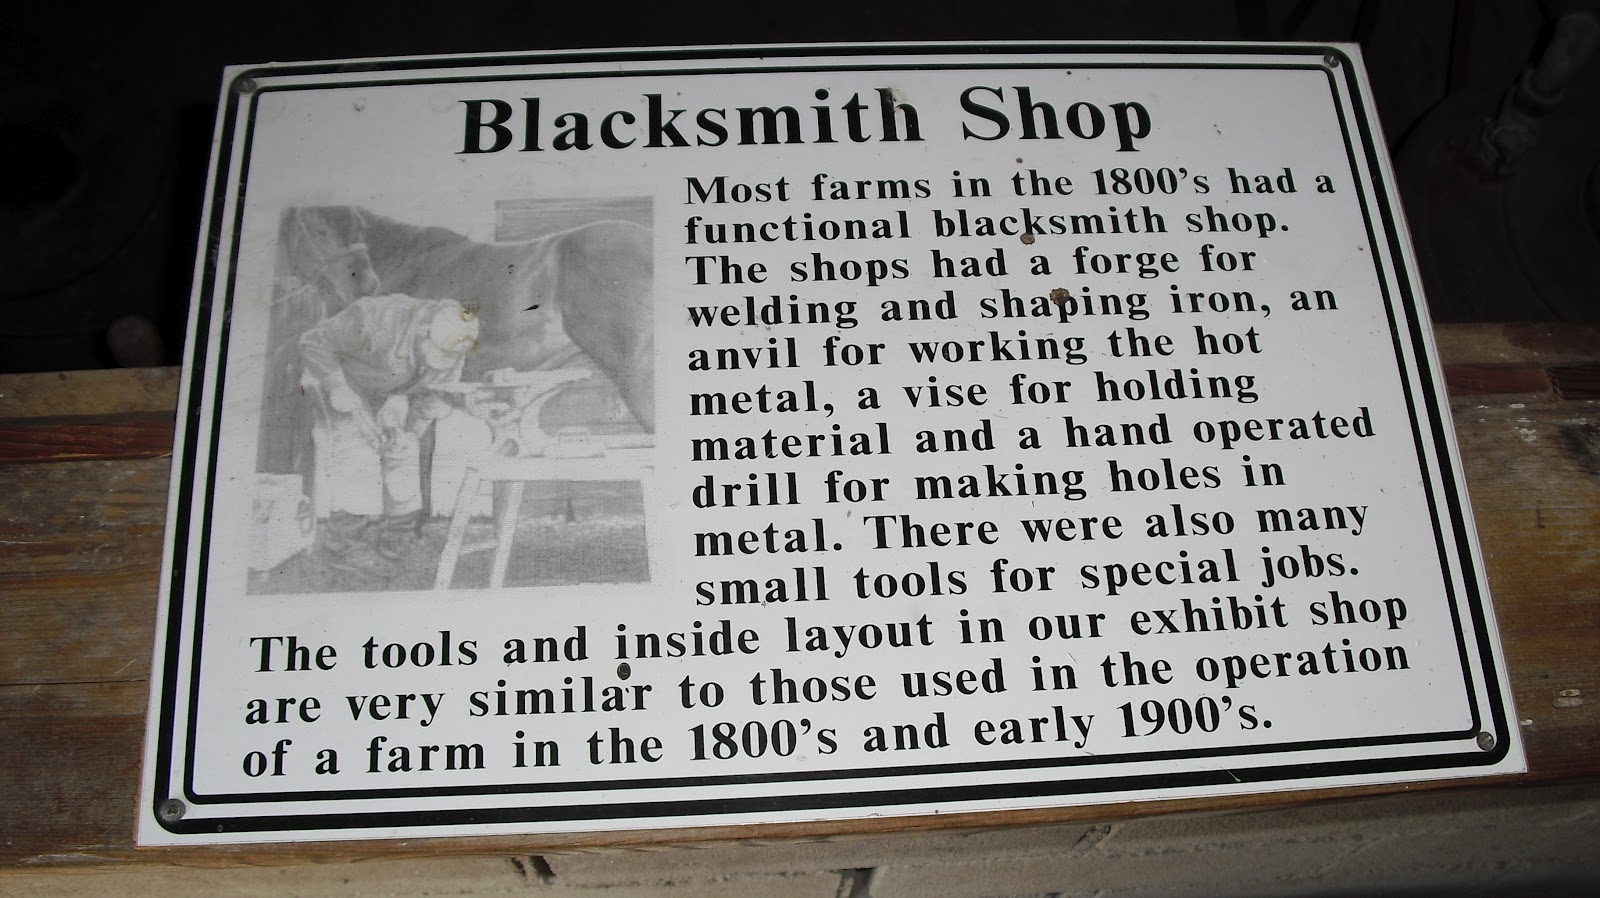 Blacksmith Shop
Most farms in the 1800's had a
functional blacksmith shop.
The shops had a forge for
welding and shaping iron, an
anvil for working the hot
metal, a vise for holding
material and a hand operated
drill for making holes in
metal. There were also many
small tools for special jobs.
The tools and inside layout in our exhibit shop
are very similar to those used in the operation
of a farm in the 1800's and early 1900's.